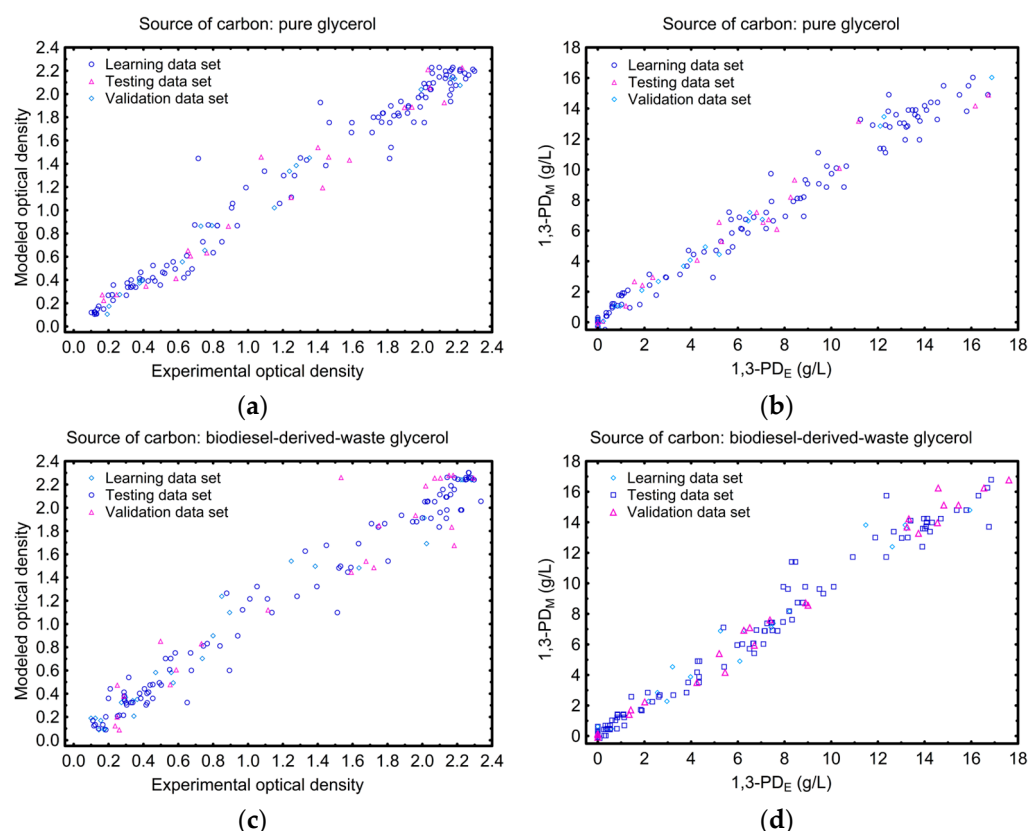 Source of carbon: pure glycerol
2.4
2.2
2.0
1.8
1.6
1.4
1.2
1.0
0.8
0.6
0.4
0.2
0.0
Modeled optical density
Learning data set
Testing data set
Validation data set
0.0 0.2 0.4 0.6 0.8 1.0 1.2 1.4 1.6 1.8 2.0 2.2 2.4
Experimental optical density
(a)
Source of carbon: pure glycerol
18
16
14
12
10
8
6
4
2
0
1,3-PDM (g/L)
Learning data set
Testing data set
Validation data set
0 2 4 6 8 10 12 14 16 18
1,3-PDE (g/L)
(b)
Source of carbon: biodiesel-derived-waste glycerol
2.4
2.2
2.0
1.8
1.6
1.4
1.2
1.0
0.8
0.6
0.4
0.2
0.0
Modeled optical density
Learning data set
Testing data set
Validation data set
0.0 0.2 0.4 0.6 0.8 1.0 1.2 1.4 1.6 1.8 2.0 2.2 2.4
Experimental optical density
(c)
Source of carbon: biodiesel-derived-waste glycerol
18
16
14
12
10
8
6
4
2
0
1,3-PDM (g/L)
Learning data set
Testing data set
Validation data set
0 2 4 6 8 10 12 14 16 18
1,3-PDE (g/L)
(d)